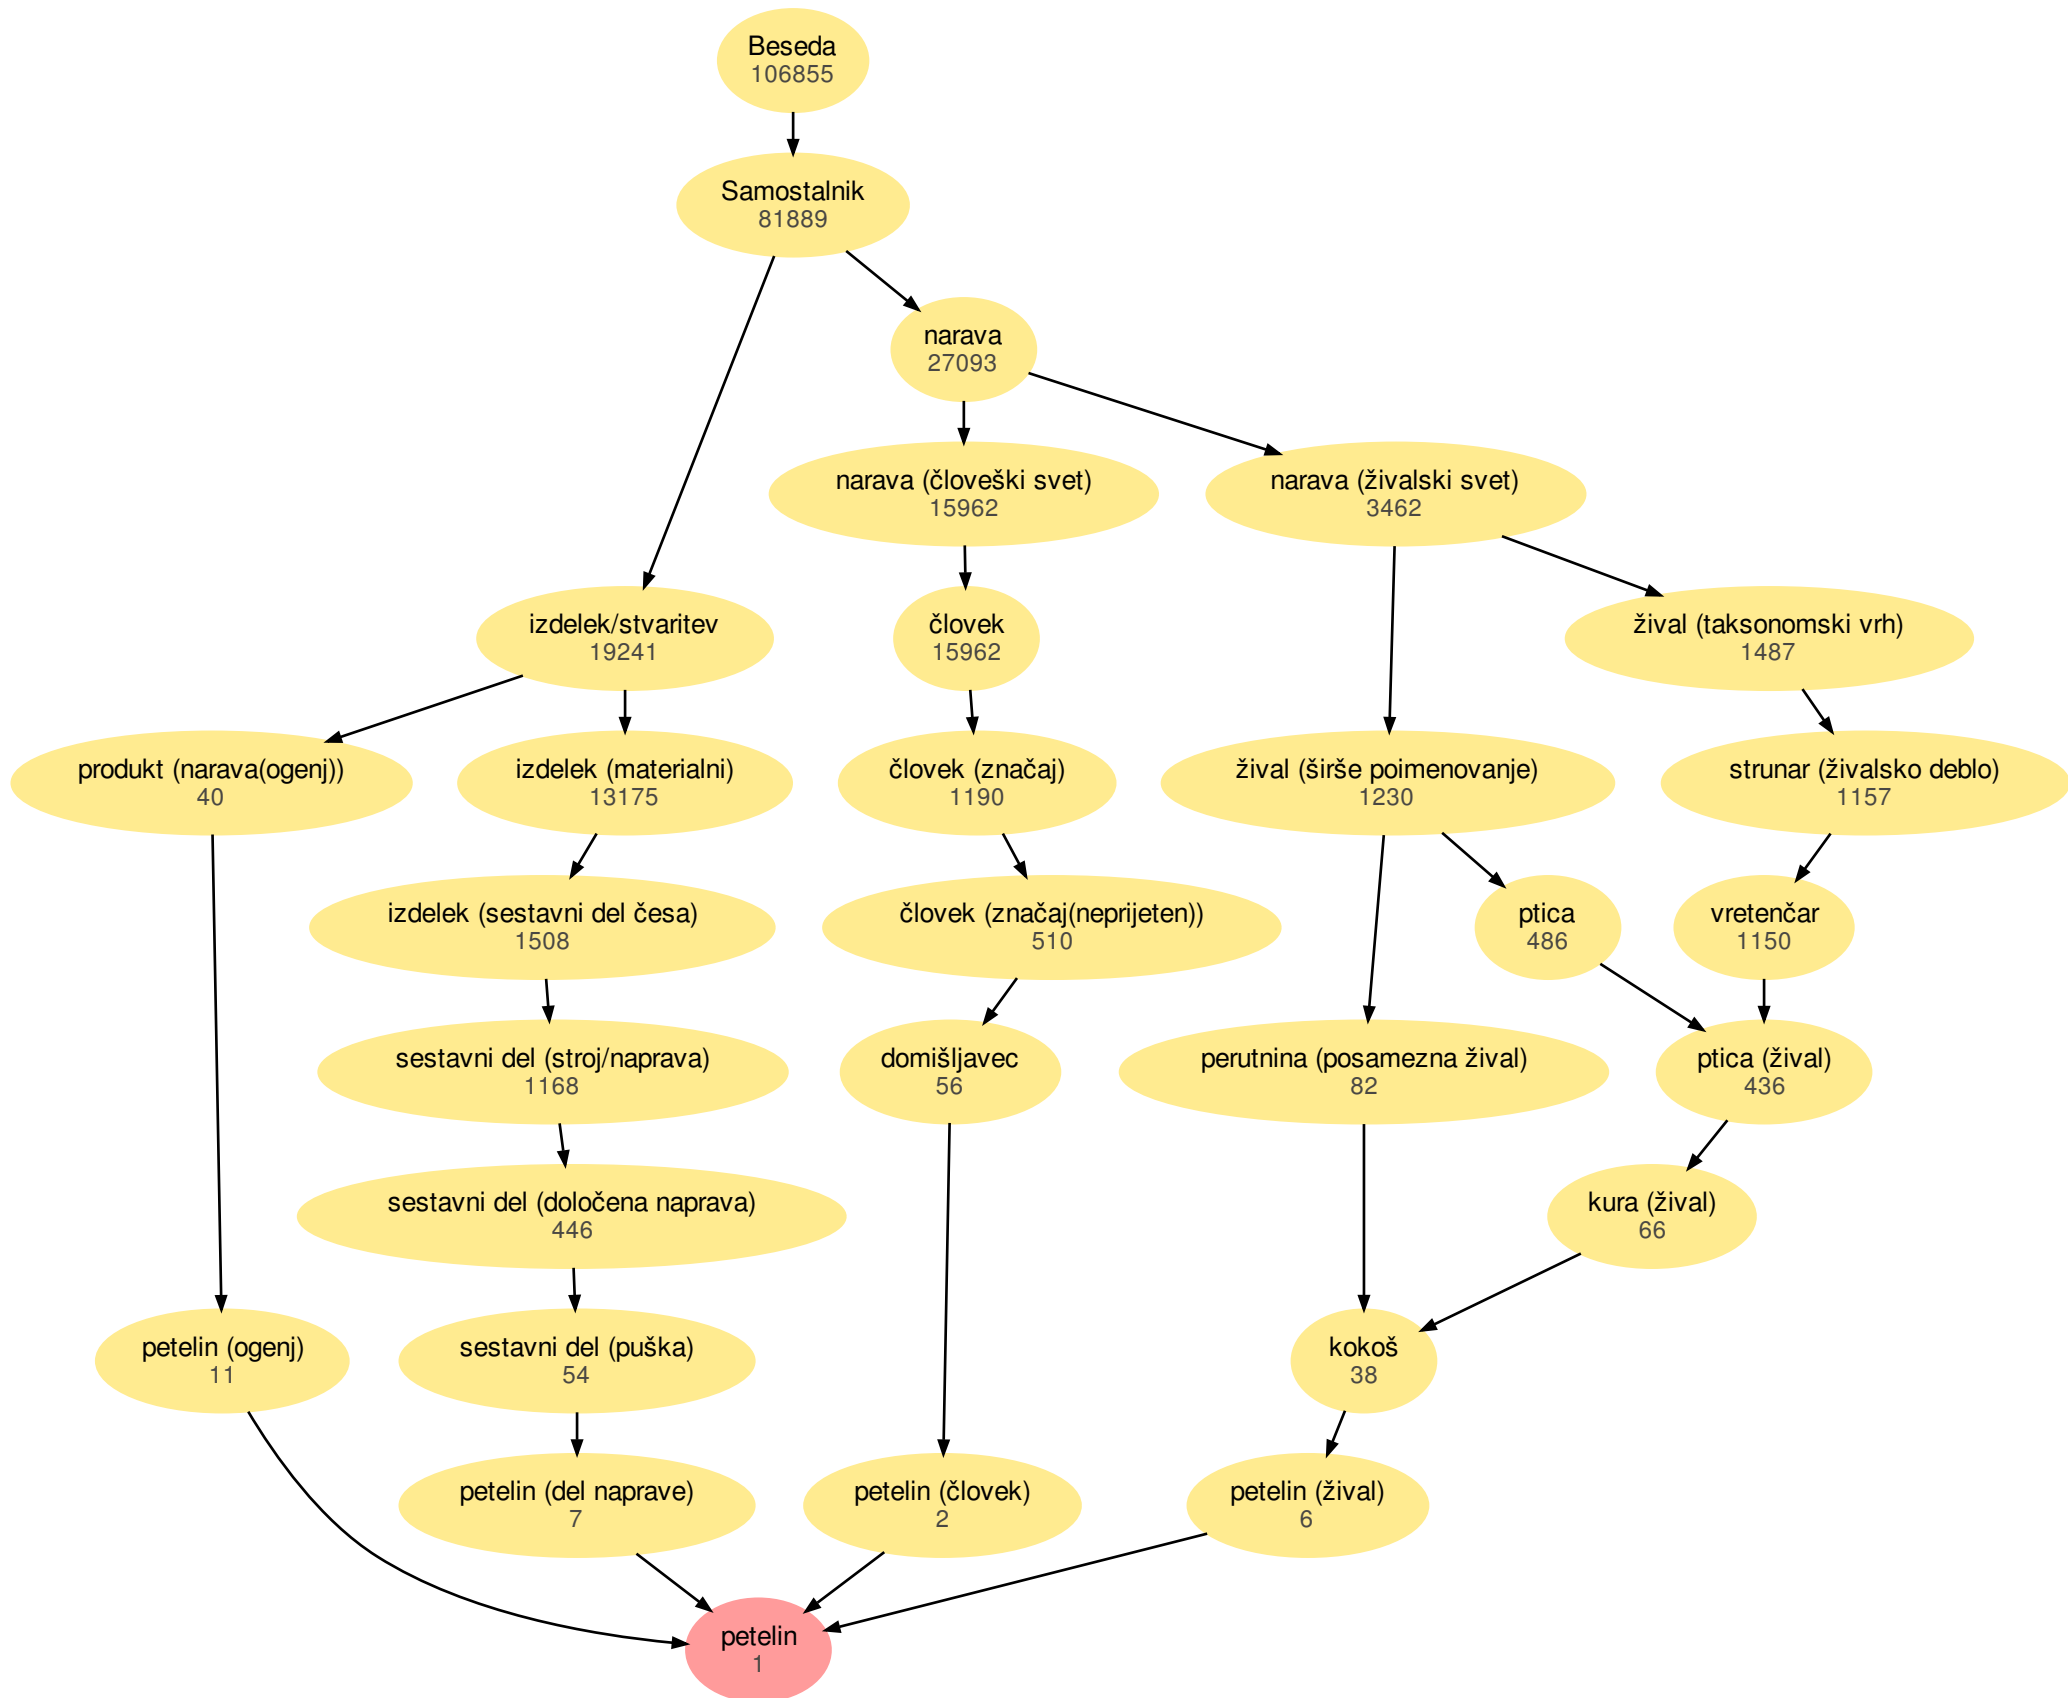 Beseda
106855
Samostalnik
81889
narava
27093
narava (človeški svet)
15962
narava (živalski svet)
3462
izdelek/stvaritev
19241
človek
15962
žival (taksonomski vrh)
1487
produkt (narava(ogenj))
40
izdelek (materialni)
13175
človek (značaj)
1190
žival (širše poimenovanje)
1230
strunar (živalsko deblo)
1157
izdelek (sestavni del česa)
1508
človek (značaj(neprijeten))
510
ptica
486
vretenčar
1150
sestavni del (stroj/naprava)
1168
domišljavec
56
perutnina (posamezna žival)
82
ptica (žival)
436
sestavni del (določena naprava)
446
kura (žival)
66
petelin (ogenj)
11
sestavni del (puška)
54
kokoš
38
petelin (del naprave)
7
petelin (človek)
2
petelin (žival)
6
petelin
1